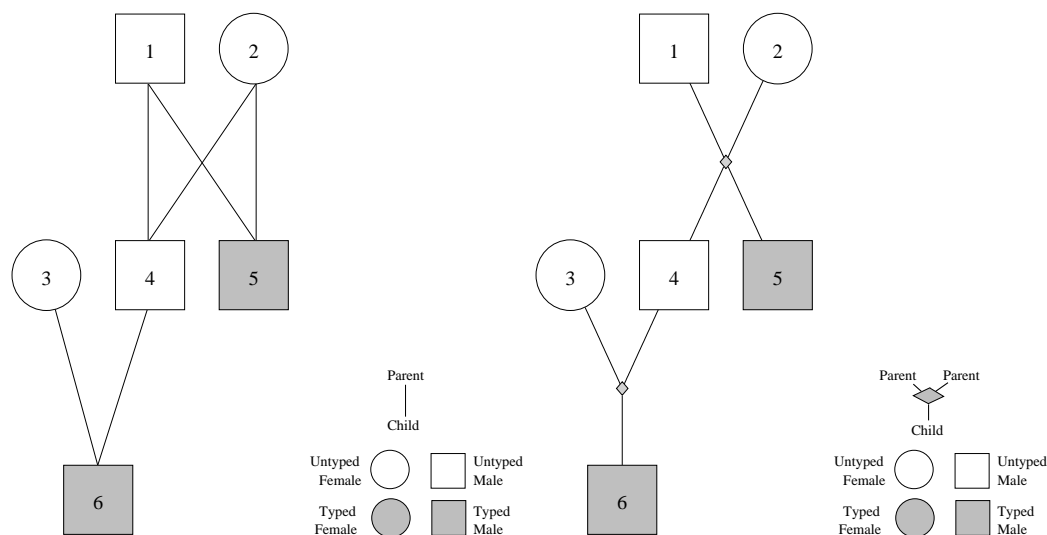 1 2
3 4 5
6
Parent
Child
Untyped Female
Untyped Male
Typed Female
Typed Male
1 2
3 4 5
6
Parent Parent
Child
Untyped Female
Untyped Male
Typed Female
Typed Male